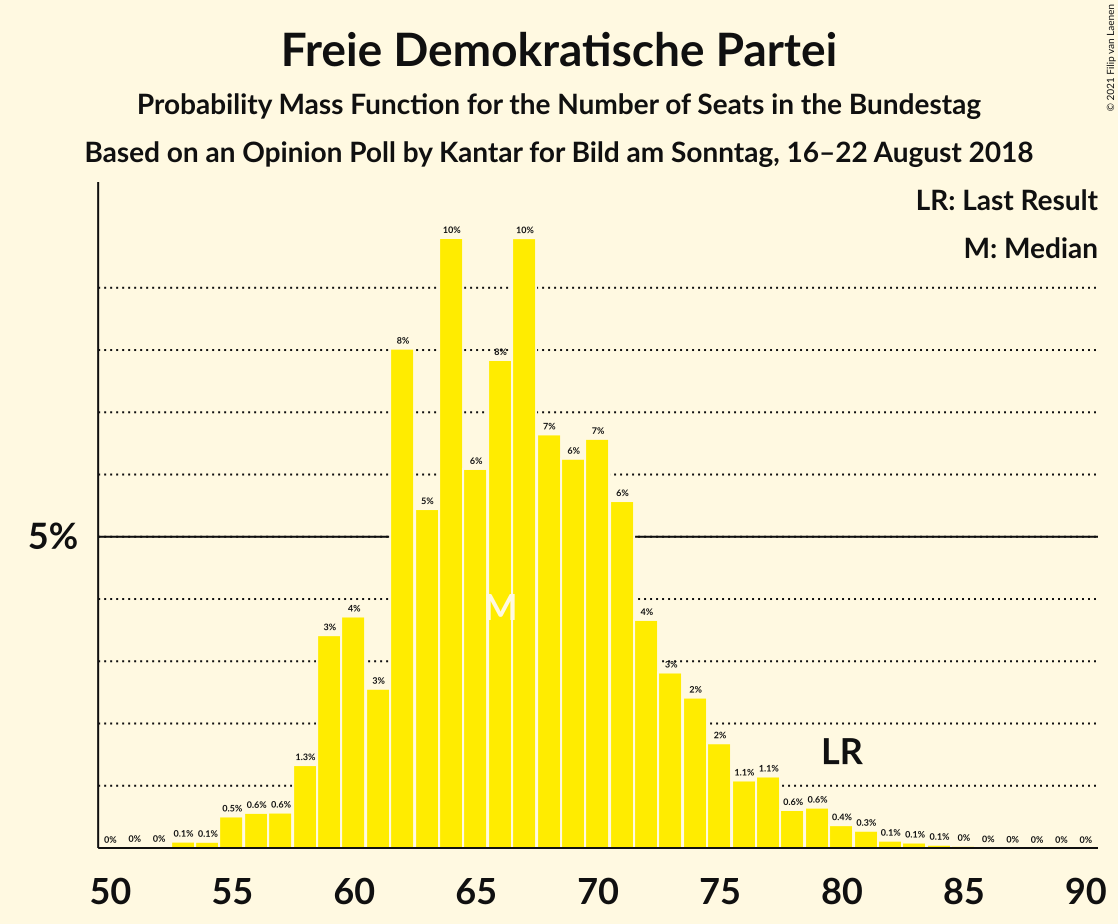 © 2021 Filip van Laenen
Freie Demokratische Partei
Probability Mass Function for the Number of Seats in the Bundestag
Based on an Opinion Poll by Kantar for Bild am Sonntag, 16–22 August 2018
LR: Last Result
M: Median
5%
0% 0% 0% 0.1% 0.1% 0.5% 0.6% 0.6% 1.3% 3% 4% 3% 8% 5% 10% 6% 8% 10% 7% 6% 7% 6% 4% 3% 2% 2% 1.1% 1.1% 0.6% 0.6% 0.4% 0.3% 0.1% 0.1% 0.1% 0% 0% 0% 0% 0% 0%
M
LR
50 55 60 65 70 75 80 85 90